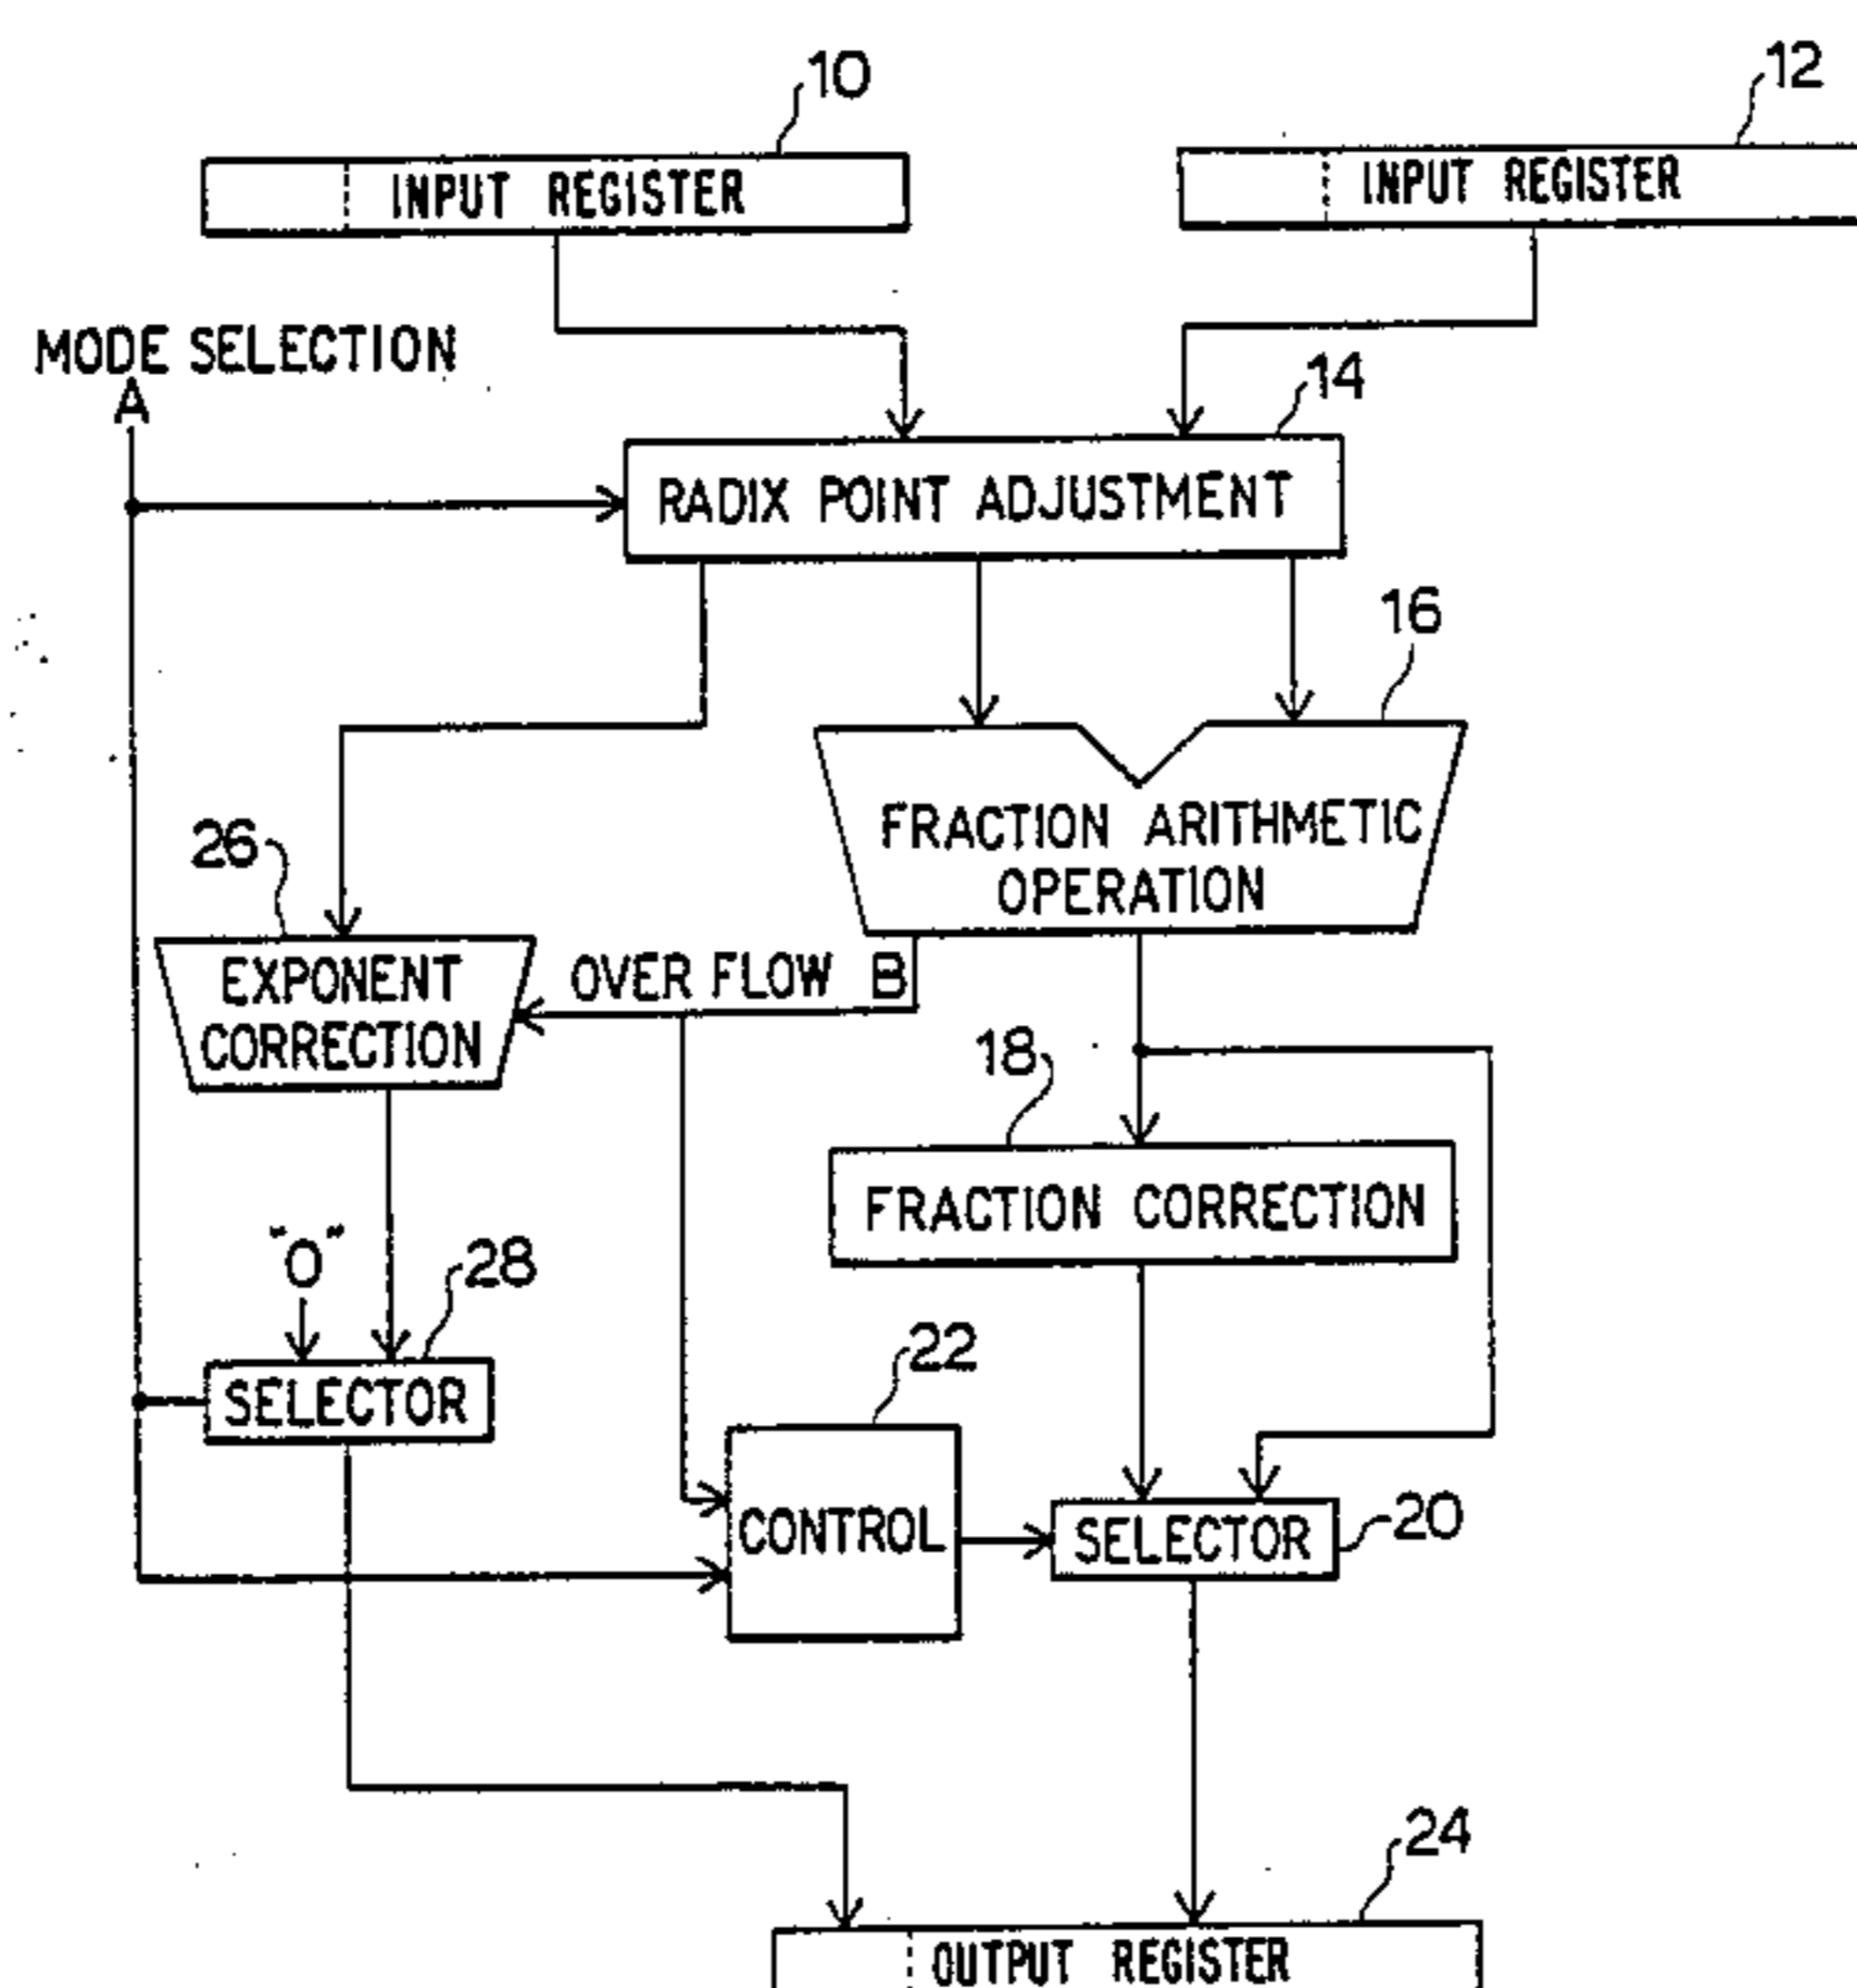 10
12
INPUT REGISTER
INPUT REGISTER
MODE SELECTION
A
14
RADIX POINT ADJUSTMENT
16
FRACTION ARITHMETIC
OPERATION
26
EXPONENT
CORRECTION
OVER FLOW B
18
FRACTION CORRECTION
"0"
28
SELECTOR
22
CONTROL
SELECTOR
20
24
OUTPUT REGISTER